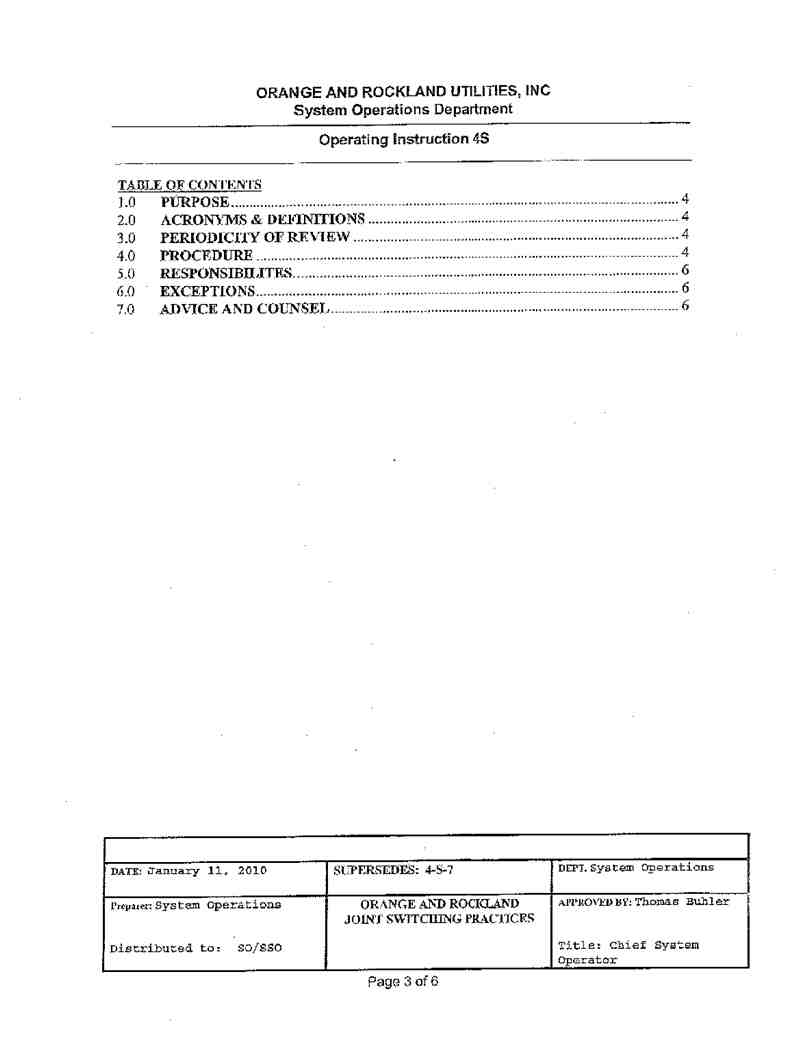 ORANGE AND ROCKLAND UTILITIES, INC
System Operations Department
Operating Instruction 4S
TABLE OF CONTENTS
1.0 PURPOSE 4
2.0 ACRONYMS & DEFINITIONS 4
3.0 PERIODICITY OF REVIEW 4
4.0 PROCEDURE 4
5.0 RESPONSIBILITES 6
6.0 EXCEPTIONS 6
7.0 ADVICE AND COUNSEL 6
DATE: January 11, 2010
SUPERSEDES: 4-S-7
DEPT. System Operations
Preparer: System Operations
Distributed to: SO/SSO
ORANGE AND ROCKLAND
JOINT SWITCHING PRACTICES
APPROVED BY: Thomas Buhler
Title: Chief System
Operator
Page 3 of 6